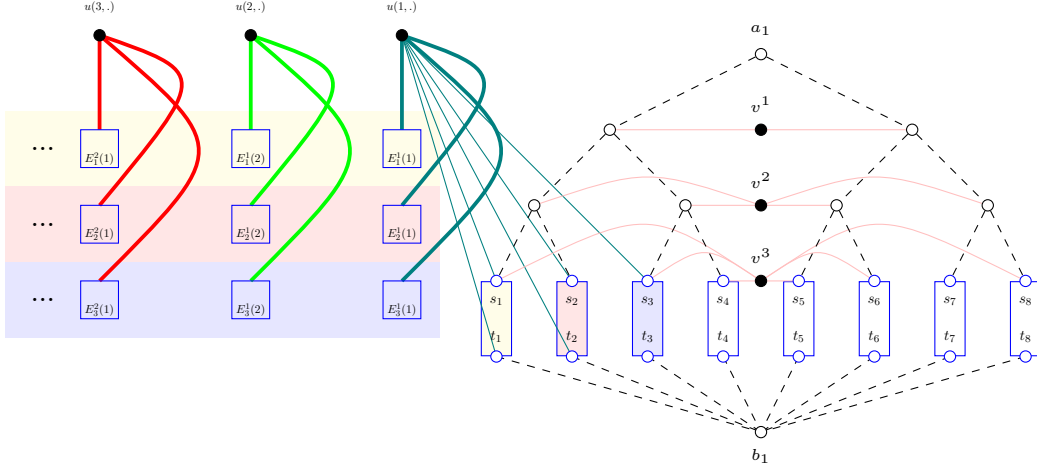 u(3,.) u(2,.) u(1,.)
a₁
v¹
... E₁²(1) E₁¹(2) E₁¹(1)
v²
... E₂²(1) E₂¹(2) E₂¹(1)
v³
... E₃²(1) E₃¹(2) E₃¹(1)
s₁ s₂ s₃ s₄ s₅ s₆ s₇ s₈
t₁ t₂ t₃ t₄ t₅ t₆ t₇ t₈
b₁